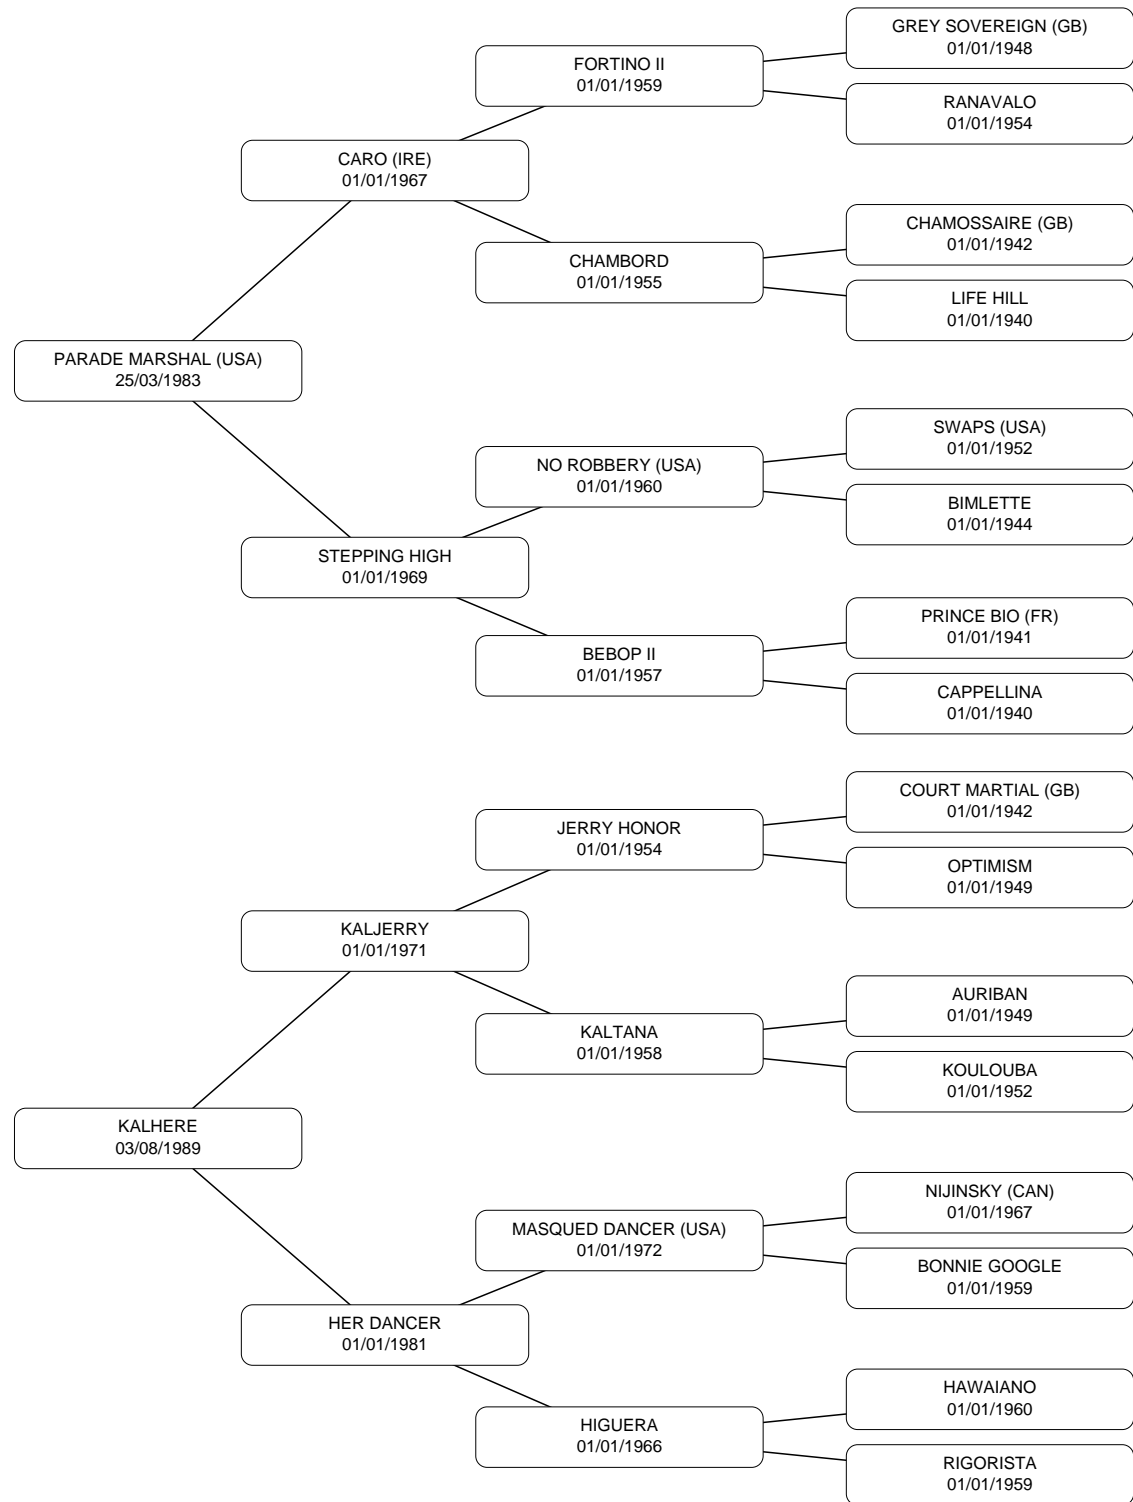 GREY SOVEREIGN (GB)
01/01/1948
FORTINO II
01/01/1959
RANAVALO
01/01/1954
CARO (IRE)
01/01/1967
CHAMOSSAIRE (GB)
01/01/1942
CHAMBORD
01/01/1955
LIFE HILL
01/01/1940
PARADE MARSHAL (USA)
25/03/1983
SWAPS (USA)
01/01/1952
NO ROBBERY (USA)
01/01/1960
BIMLETTE
01/01/1944
STEPPING HIGH
01/01/1969
PRINCE BIO (FR)
01/01/1941
BEBOP II
01/01/1957
CAPPELLINA
01/01/1940
COURT MARTIAL (GB)
01/01/1942
JERRY HONOR
01/01/1954
OPTIMISM
01/01/1949
KALJERRY
01/01/1971
AURIBAN
01/01/1949
KALTANA
01/01/1958
KOULOUBA
01/01/1952
KALHERE
03/08/1989
NIJINSKY (CAN)
01/01/1967
MASQUED DANCER (USA)
01/01/1972
BONNIE GOOGLE
01/01/1959
HER DANCER
01/01/1981
HAWAIANO
01/01/1960
HIGUERA
01/01/1966
RIGORISTA
01/01/1959